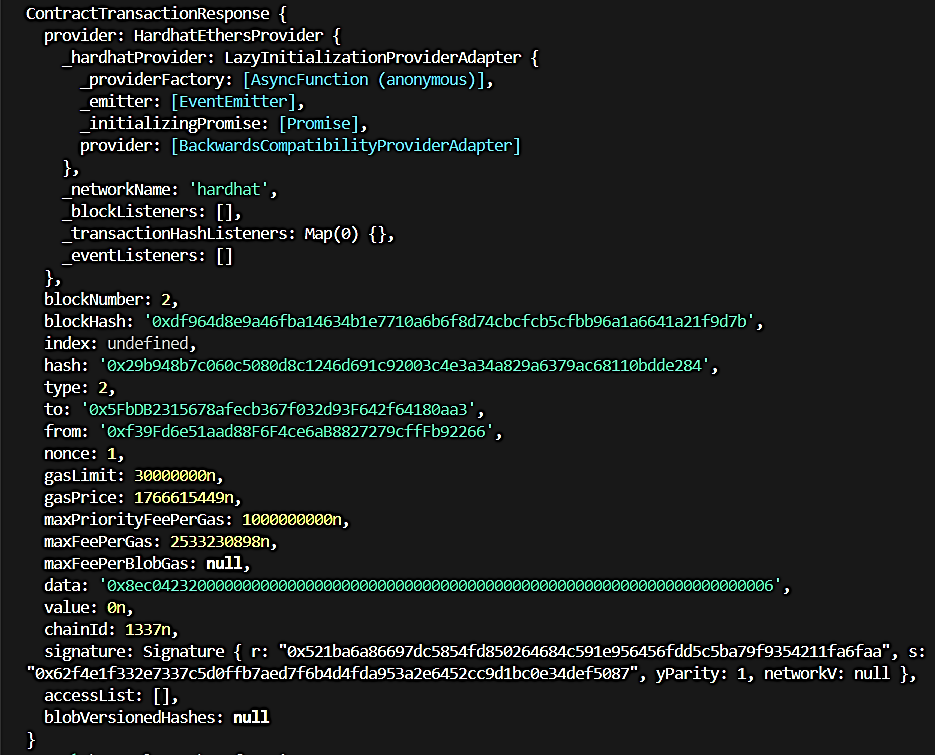 ContractTransactionResponse {
provider: HardhatEthersProvider {
_hardhatProvider: LazyInitializationProviderAdapter {
_providerFactory: [AsyncFunction (anonymous)],
_emitter: [EventEmitter],
_initializingPromise: [Promise],
provider: [BackwardsCompatibilityProviderAdapter]
},
_networkName: 'hardhat',
_blockListeners: [],
_transactionHashListeners: Map(0) {},
_eventListeners: []
},
blockNumber: 2,
blockHash: '0xdf964d8e9a46fba14634b1e7710a6b6f8d74cbcfcb5cfbb96a1a6641a21f9d7b',
index: undefined,
hash: '0x29b948b7c060c5080d8c1246d691c92003c4e3a34a829a6379ac68110bdde284',
type: 2,
to: '0x5FbDB2315678afecb367f032d93F642f64180aa3',
from: '0xf39Fd6e51aad88F6F4ce6aB8827279cffFb92266',
nonce: 1,
gasLimit: 30000000n,
gasPrice: 1766615449n,
maxPriorityFeePerGas: 1000000000n,
maxFeePerGas: 2533230898n,
maxFeePerBlobGas: null,
data: '0x8ec042320000000000000000000000000000000000000000000000000000000000000006',
value: 0n,
chainId: 1337n,
signature: Signature { r: "0x521ba6a86697dc5854fd850264684c591e956456fdd5c5ba79f9354211fa6faa", s:
"0x62f4e1f332e7337c5d0ffb7aed7f6b4d4fda953a2e6452cc9d1bc0e34def5087", yParity: 1, networkV: null },
accessList: [],
blobVersionedHashes: null
}